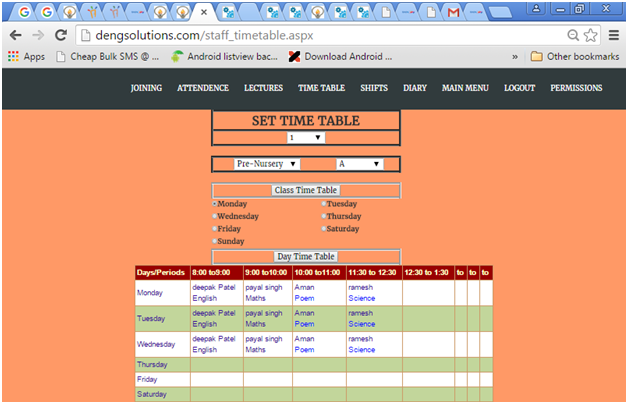 dengsolutions.com/staff_timetable.aspx
Apps Cheap Bulk SMS @ ... Android listview bac... Download Android ... » Other bookmarks
JOINING ATTENDENCE LECTURES TIME TABLE SHIFTS DIARY MAIN MENU LOGOUT PERMISSIONS
SET TIME TABLE
1
Pre-Nursery A
Class Time Table
Monday Tuesday
Wednesday Thursday
Friday Saturday
Sunday
Day Time Table
Days/Periods 8:00 to9:00 9:00 to10:00 10:00 to11:00 11:30 to 12:30 12:30 to 1:30 to to to
Monday deepak Patel payal singh Aman ramesh
English Maths Poem Science
Tuesday deepak Patel payal singh Aman ramesh
English Maths Poem Science
Wednesday deepak Patel payal singh Aman ramesh
English Maths Poem Science
Thursday
Friday
Saturday